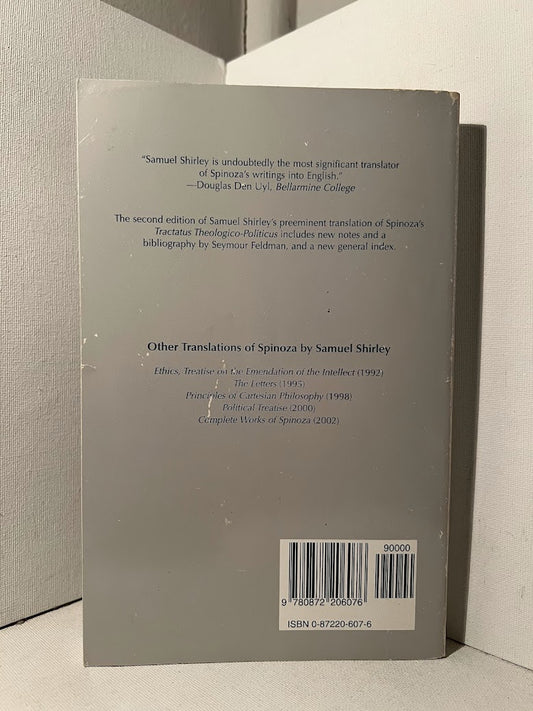 “Samuel Shirley is undoubtedly the most significant translator
of Spinoza’s writings into English.”
—Douglas Den Uyl, Bellarmine College
The second edition of Samuel Shirley’s preeminent translation of Spinoza’s
Tractatus Theologico-Politicus includes new notes and a
bibliography by Seymour Feldman, and a new general index.
Other Translations of Spinoza by Samuel Shirley
Ethics, Treatise on the Emendation of the Intellect (1992)
The Letters (1995)
Principles of Cartesian Philosophy (1998)
Political Treatise (2000)
Complete Works of Spinoza (2002)
90000
9 780872 206076
ISBN 0-87220-607-6